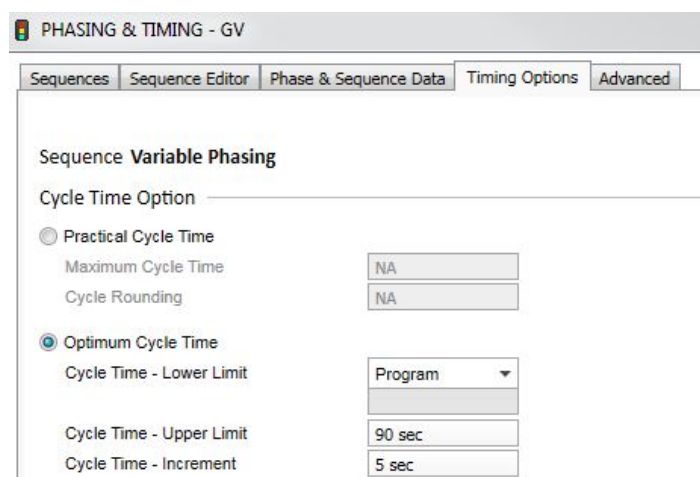 PHASING & TIMING - GV
Sequences Sequence Editor Phase & Sequence Data Timing Options Advanced
Sequence Variable Phasing
Cycle Time Option
Practical Cycle Time
Maximum Cycle Time NA
Cycle Rounding NA
Optimum Cycle Time
Cycle Time - Lower Limit Program
Cycle Time - Upper Limit 90 sec
Cycle Time - Increment 5 sec